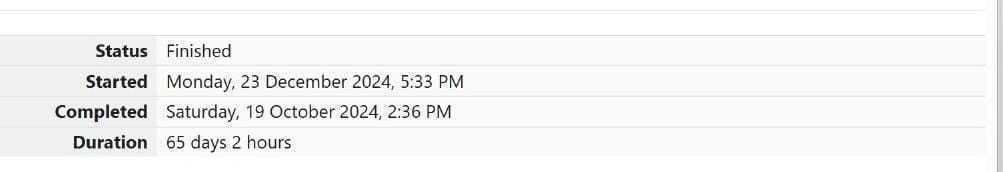 Status Finished
Started Monday, 23 December 2024, 5:33 PM
Completed Saturday, 19 October 2024, 2:36 PM
Duration 65 days 2 hours